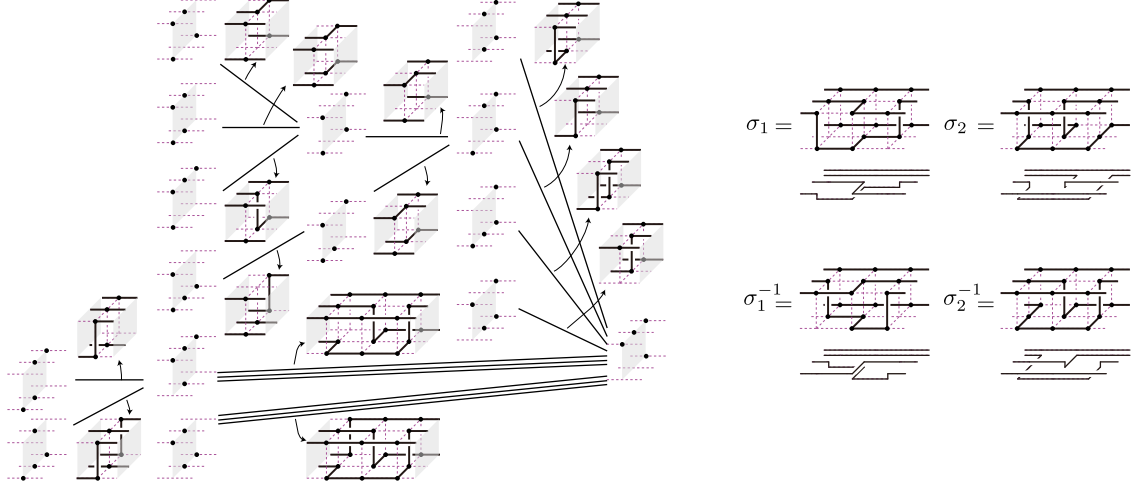 σ₁ =
σ₂ =
σ₁⁻¹ =
σ₂⁻¹ =